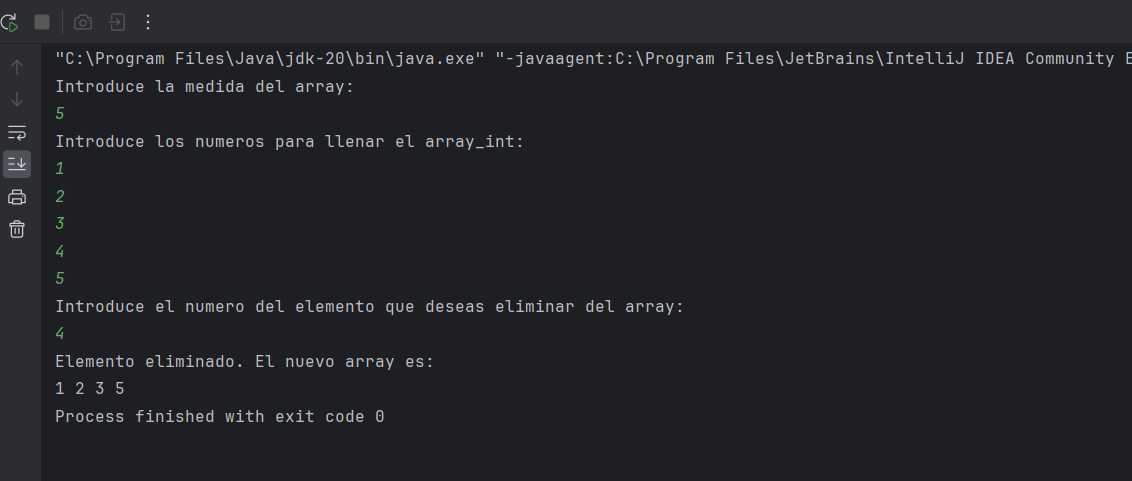 "C:\Program Files\Java\jdk-20\bin\java.exe" "-javaagent:C:\Program Files\JetBrains\IntelliJ IDEA Community
Introduce la medida del array:
5
Introduce los numeros para llenar el array_int:
1
2
3
4
5
Introduce el numero del elemento que deseas eliminar del array:
4
Elemento eliminado. El nuevo array es:
1 2 3 5
Process finished with exit code 0